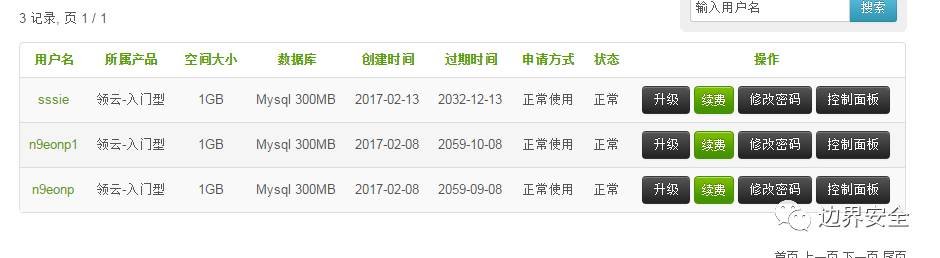 输入用户名 搜索
3 记录, 页 1 / 1
用户名 所属产品 空间大小 数据库 创建时间 过期时间 申请方式 状态 操作
sssie 领云-入门型 1GB Mysql 300MB 2017-02-13 2032-12-13 正常使用 正常 升级 续费 修改密码 控制面板
n9eonp1 领云-入门型 1GB Mysql 300MB 2017-02-08 2059-10-08 正常使用 正常 升级 续费 修改密码 控制面板
n9eonp 领云-入门型 1GB Mysql 300MB 2017-02-08 2059-09-08 正常使用 正常 升级 续费 修改密码 控制面板
边界安全
首页 上一页 下一页 尾页